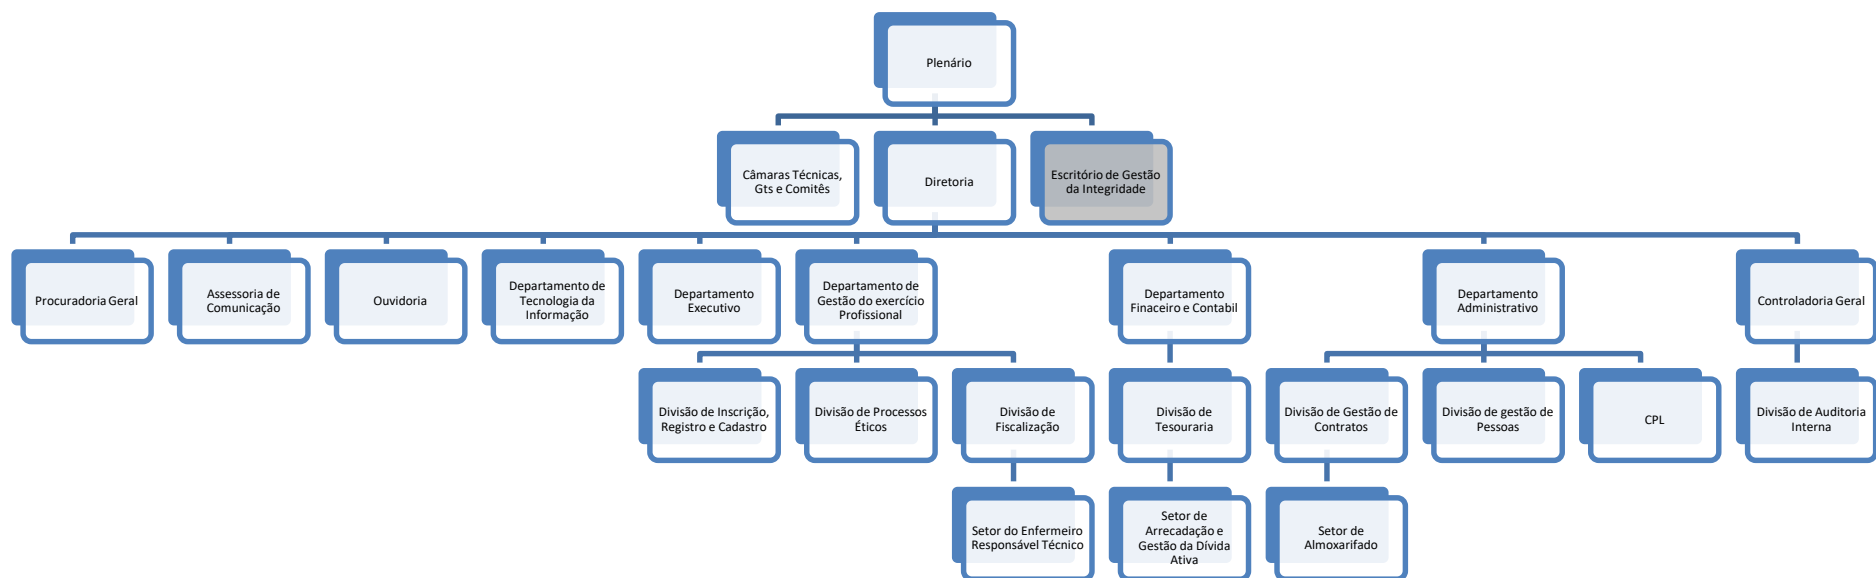 Plenário
Câmaras Técnicas,
Gts e Comitês
Diretoria
Escritório de Gestão
da Integridade
Procuradoria Geral
Assessoria de
Comunicação
Ouvidoria
Departamento de
Tecnologia da
Informação
Departamento
Executivo
Departamento de
Gestão do exercício
Profissional
Departamento
Finaceiro e Contabil
Departamento
Administrativo
Controladoria Geral
Divisão de Inscrição,
Registro e Cadastro
Divisão de Processos
Éticos
Divisão de
Fiscalização
Divisão de
Tesouraria
Divisão de Gestão de
Contratos
Divisão de gestão de
Pessoas
CPL
Divisão de Auditoria
Interna
Setor do Enfermeiro
Responsável Técnico
Setor de
Arrecadação e
Gestão da Dívida
Ativa
Setor de
Almoxarifado